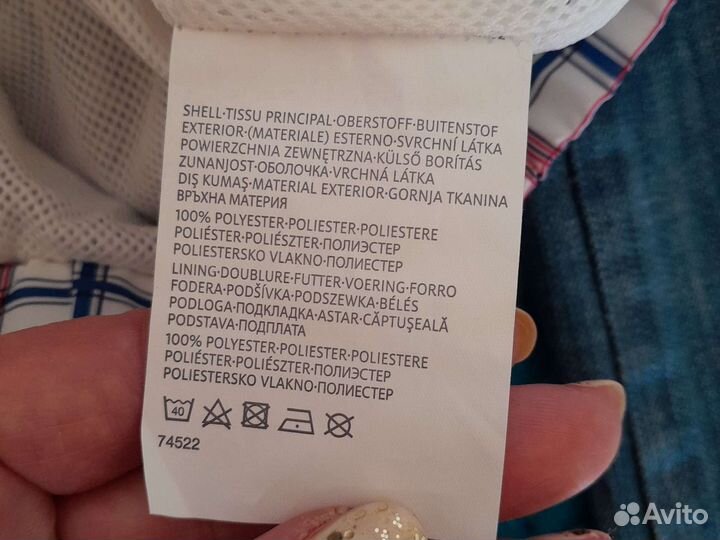 SHELL·TISSU PRINCIPAL·OBERSTOFF·BUITENSTOF
EXTERIOR·(MATERIALE) ESTERNO·SVRCHNÍ LÁTKA
POWIERZCHNIA ZEWNĘTRZNA·KÜLSŐ BORÍTÁS
ZUNANJOST·ОБОЛОЧКА·VRCHNÁ LÁTKA
DIŞ KUMAŞ·MATERIAL EXTERIOR·GORNJA TKANINA
ВРЪХНА МАТЕРИЯ
100% POLYESTER·POLIESTER·POLIESTERE
POLIÉSTER·POLIÉSZTER·ПОЛИЭСТЕР
POLIESTERSKO VLAKNO·ПОЛИЕСТЕР
LINING·DOUBLURE·FUTTER·VOERING·FORRO
FODERA·PODŠÍVKA·PODSZEWKA·BÉLÉS
PODLOGA·ПОДКЛАДКА·ASTAR·CĂPTUŞEALĂ
PODSTAVA·ПОДПЛАТА
100% POLYESTER·POLIESTER·POLIESTERE
POLIÉSTER·POLIÉSZTER·ПОЛИЭСТЕР
POLIESTERSKO VLAKNO·ПОЛИЕСТЕР
40
74522
Avito